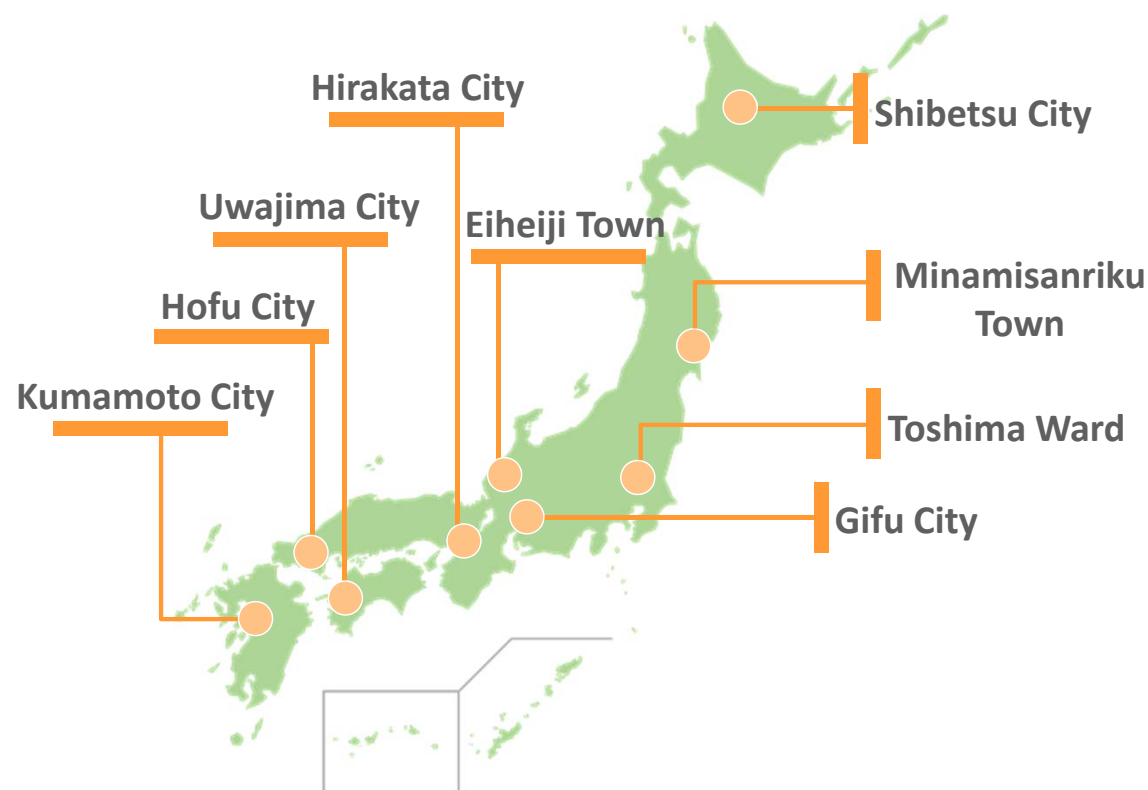 Hirakata City
Shibetsu City
Uwajima City
Eiheiji Town
Minamisanriku
Town
Hofu City
Kumamoto City
Toshima Ward
Gifu City